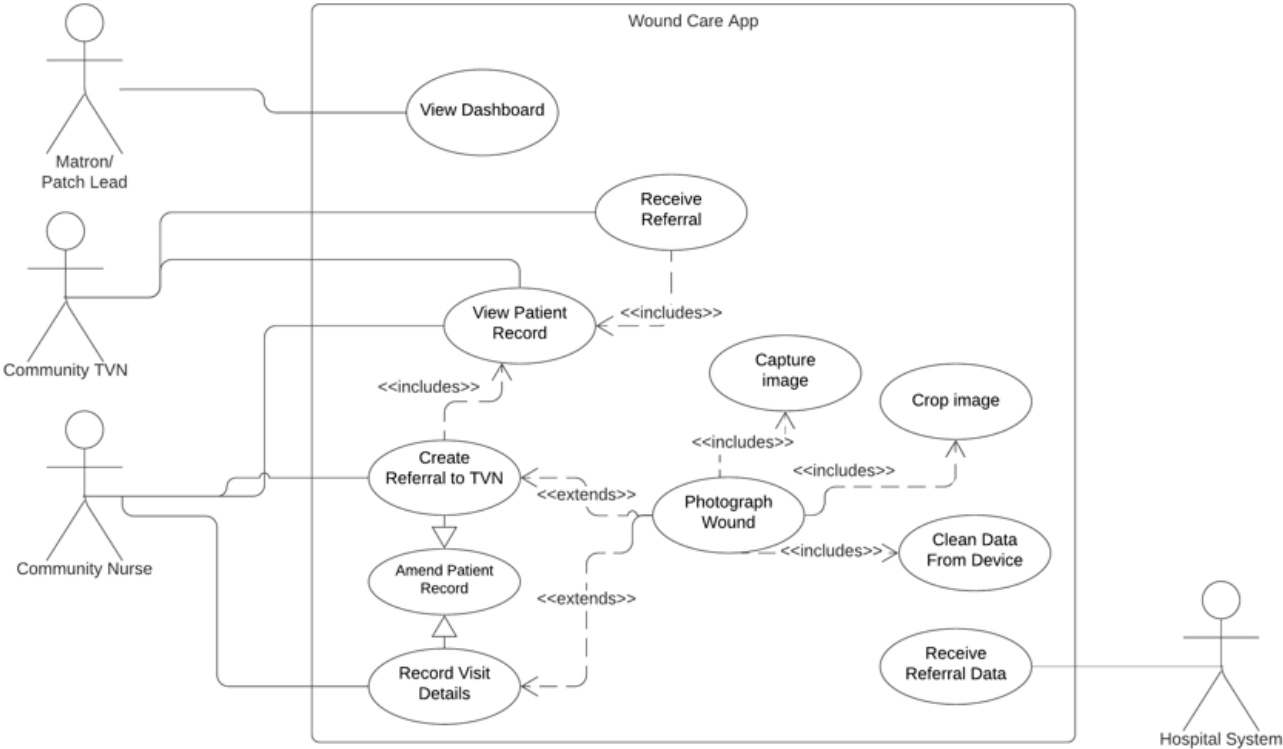 Wound Care App
View Dashboard
Matron/
Patch Lead
Receive
Referral
<<includes>>
View Patient
Record
Community TVN
<<includes>>
Capture
image
Crop image
<<includes>>
<<includes>>
Create
Referral to TVN
<<extends>>
Photograph
Wound
Clean Data
From Device
<<includes>>
Community Nurse
Amend Patient
Record
<<extends>>
Record Visit
Details
Receive
Referral Data
Hospital System